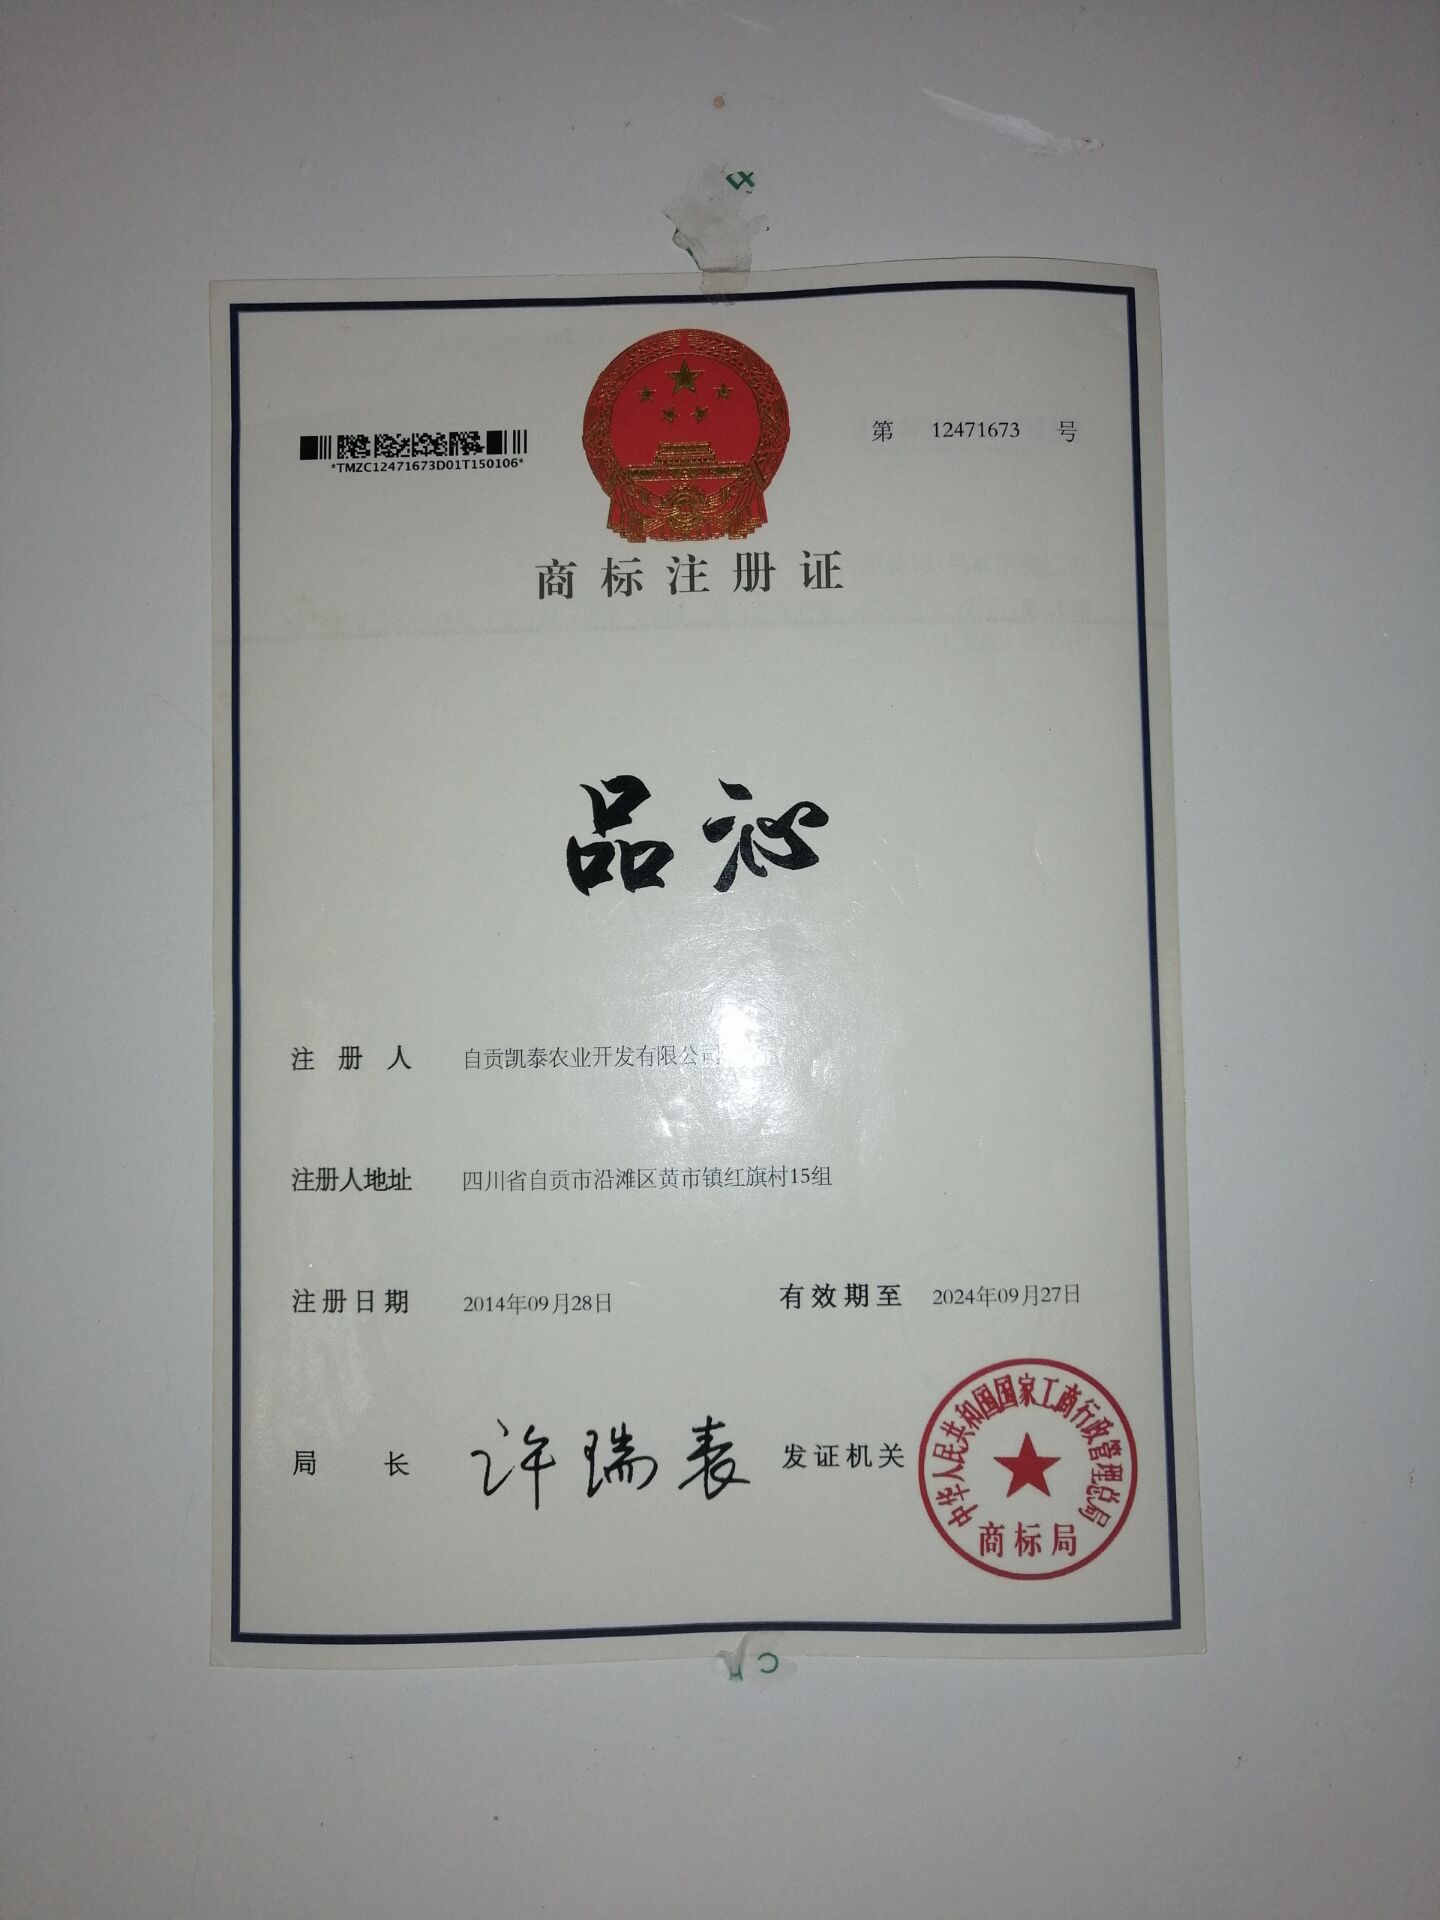 第 12471673 号
*TMZC12471673D01T150106*
商标注册证
品沁
注册人 自贡凯泰农业开发有限公司
注册人地址 四川省自贡市沿滩区黄市镇红旗村15组
注册日期 2014年09月28日 有效期至 2024年09月27日
局长 许瑞表 发证机关
中华人民共和国国家工商行政管理总局
商标局